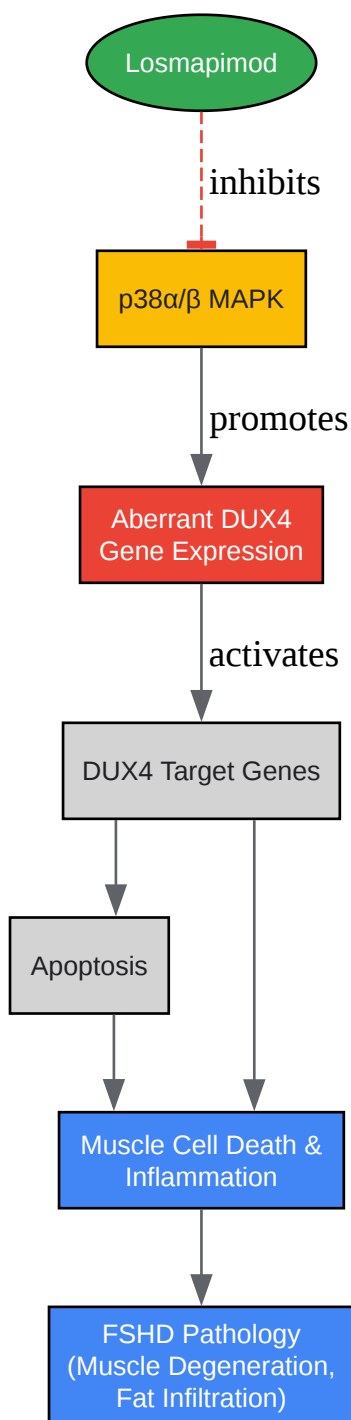 Losmapimod
inhibits
p38α/β MAPK
promotes
Aberrant DUX4
Gene Expression
activates
DUX4 Target Genes
Apoptosis
Muscle Cell Death &
Inflammation
FSHD Pathology
(Muscle Degeneration,
Fat Infiltration)